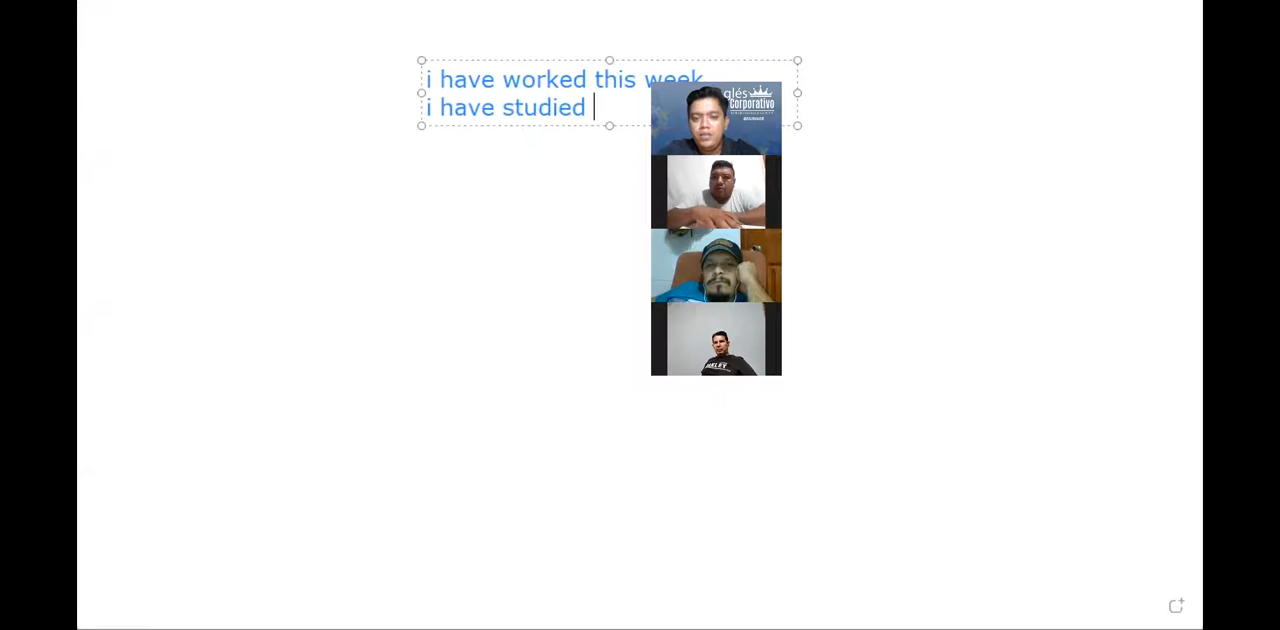 i have worked this week
i have studied
glés
Corporativo